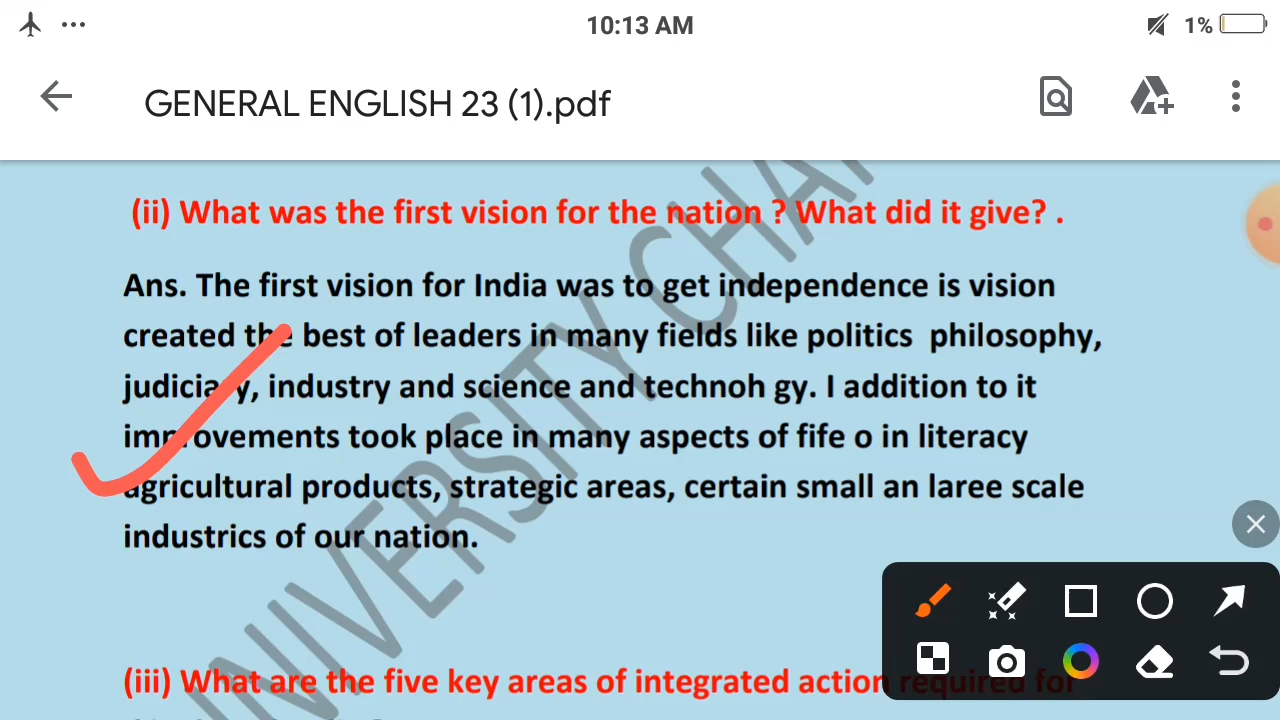 10:13 AM
1%
GENERAL ENGLISH 23 (1).pdf
(ii) What was the first vision for the nation ? What did it give? .
Ans. The first vision for India was to get independence is vision
created the best of leaders in many fields like politics philosophy,
judiciary, industry and science and technoh gy. I addition to it
improvements took place in many aspects of fife o in literacy
agricultural products, strategic areas, certain small an laree scale
industrics of our nation.
(iii) What are the five key areas of integrated action required for
UNIVERSITY CHA